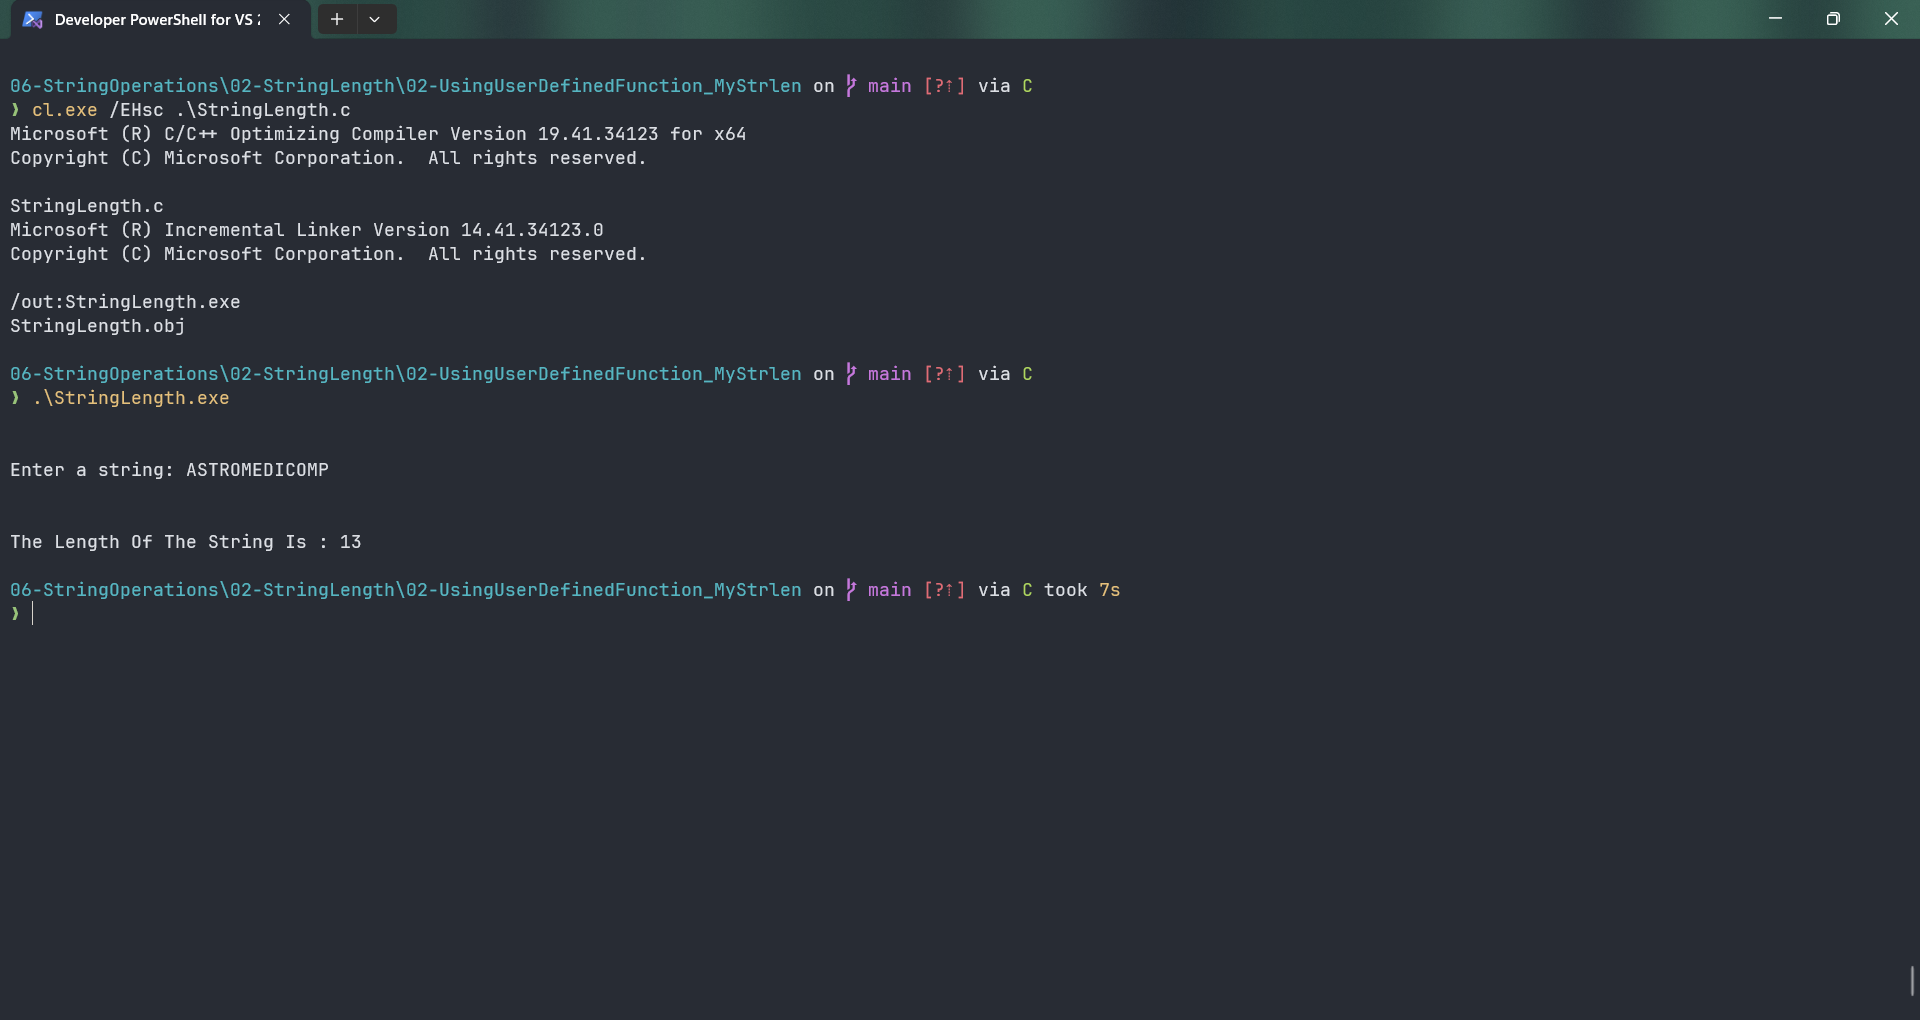 Developer PowerShell for VS 2
06-StringOperations\02-StringLength\02-UsingUserDefinedFunction_MyStrlen on main [?⇡] via C
❯ cl.exe /EHsc .\StringLength.c
Microsoft (R) C/C++ Optimizing Compiler Version 19.41.34123 for x64
Copyright (C) Microsoft Corporation.  All rights reserved.
StringLength.c
Microsoft (R) Incremental Linker Version 14.41.34123.0
Copyright (C) Microsoft Corporation.  All rights reserved.
/out:StringLength.exe
StringLength.obj
06-StringOperations\02-StringLength\02-UsingUserDefinedFunction_MyStrlen on main [?⇡] via C
❯ .\StringLength.exe
Enter a string: ASTROMEDICOMP
The Length Of The String Is : 13
06-StringOperations\02-StringLength\02-UsingUserDefinedFunction_MyStrlen on main [?⇡] via C took 7s
❯